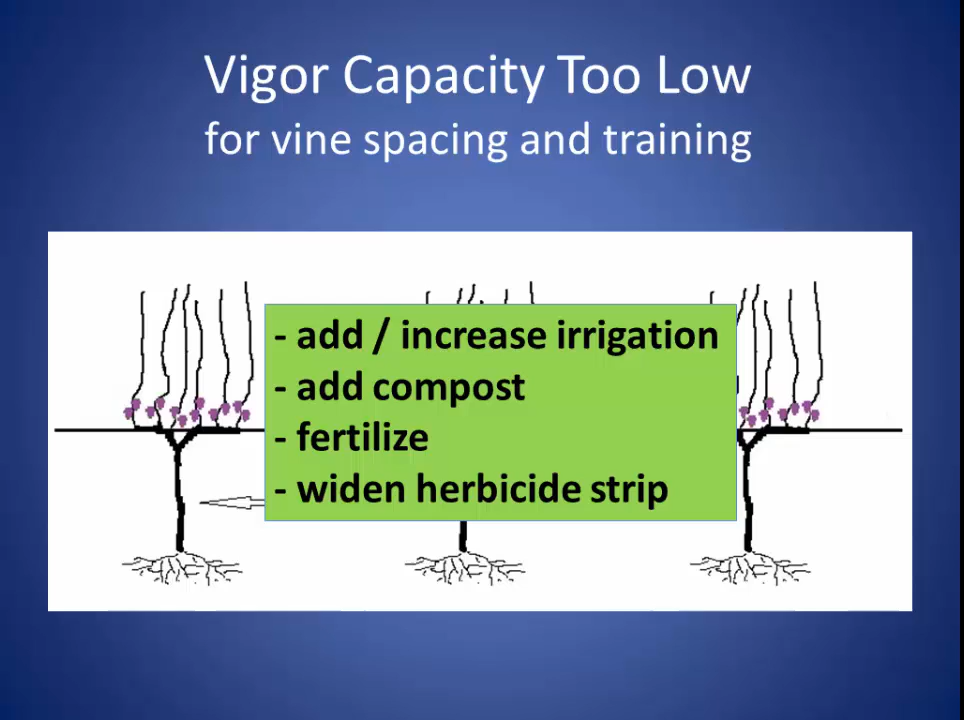 Vigor Capacity Too Low
for vine spacing and training
- add / increase irrigation
- add compost
- fertilize
- widen herbicide strip